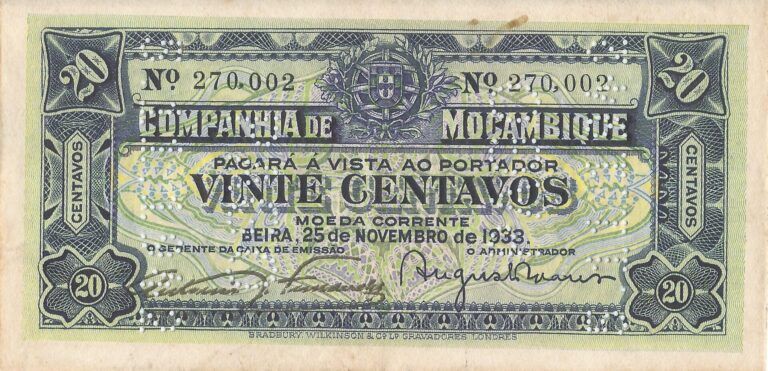 20 Nº 270,002 Nº 270,002 20
COMPANHIA DE MOÇAMBIQUE
PAGARÁ Á VISTA AO PORTADOR
VINTE CENTAVOS
CENTAVOS CENTAVOS
MOEDA CORRENTE
BEIRA, 25 de NOVEMBRO de 1933.
O GERENTE DA CAIXA DE EMISSÃO O ADMINISTRADOR
20 20
BRADBURY, WILKINSON & Cº Lᴰ GRAVADORES LONDRES